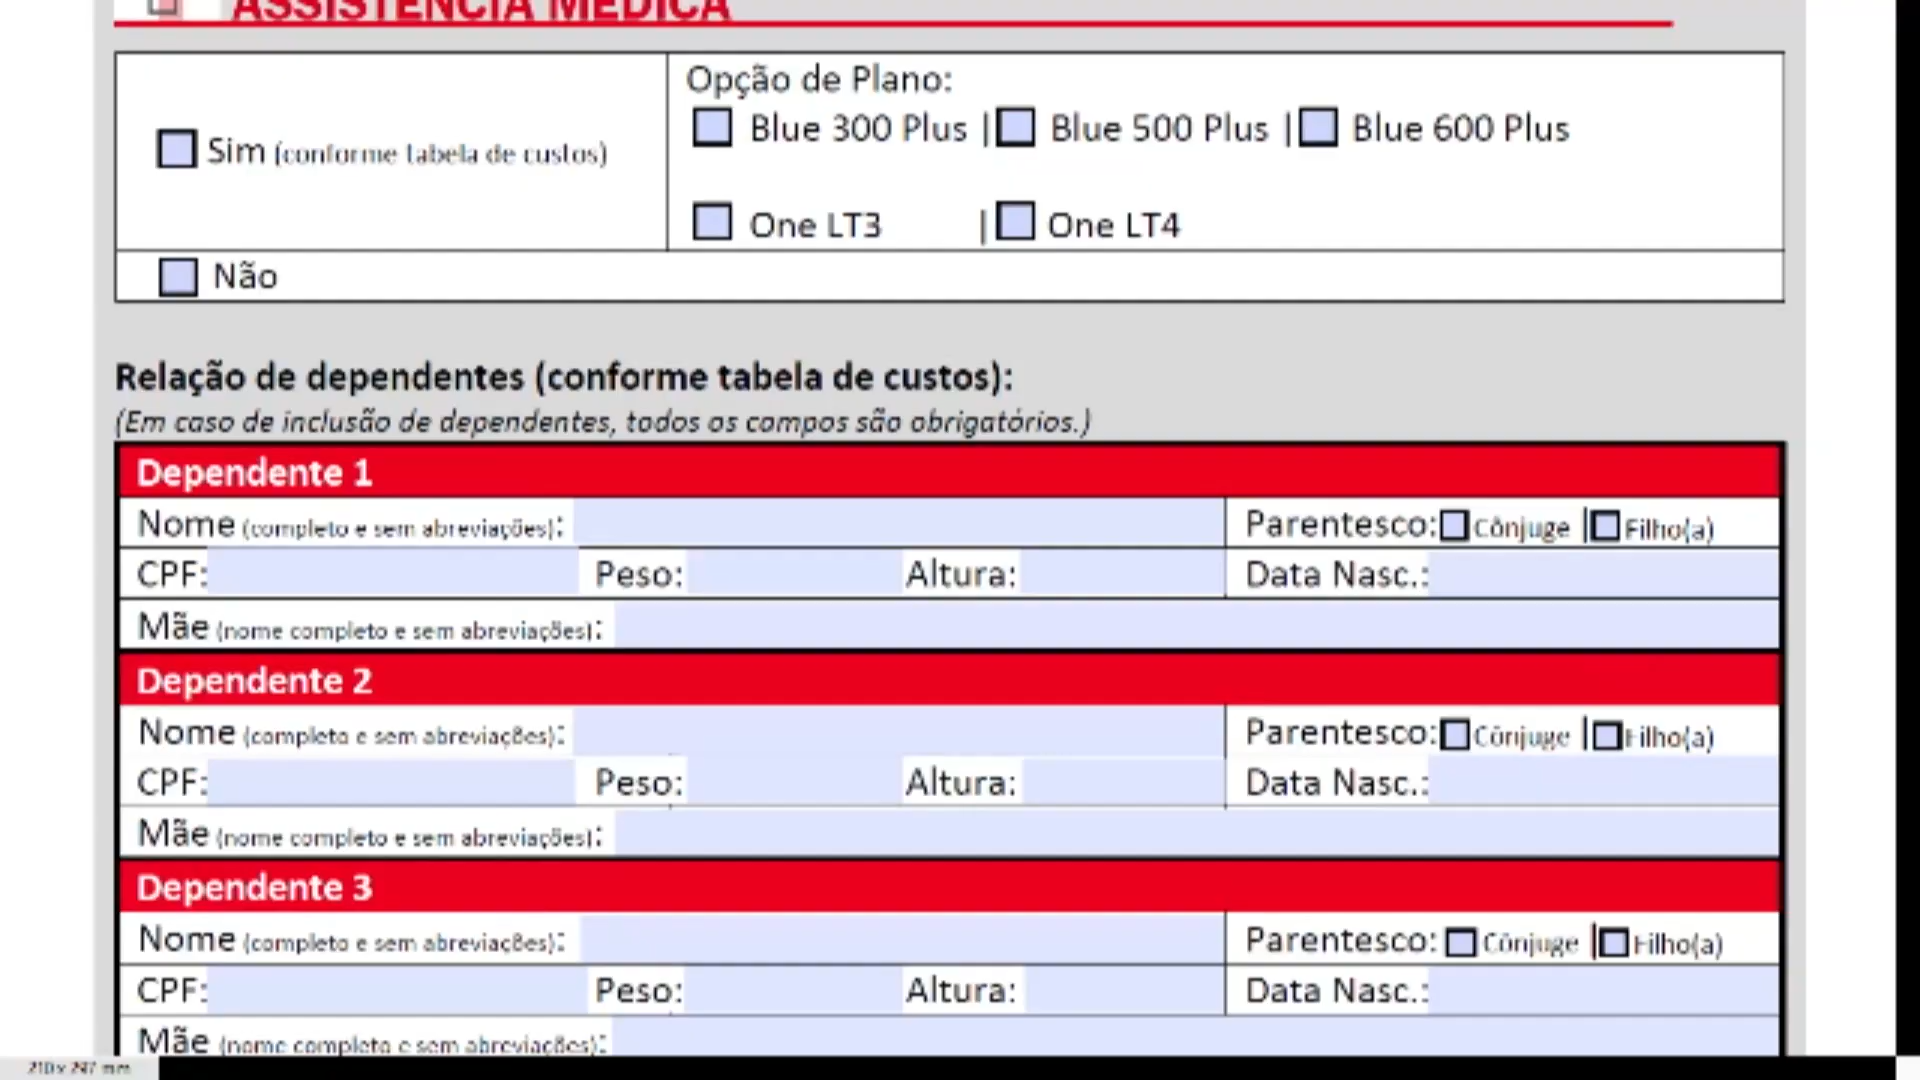 ASSISTÊNCIA MÉDICA
Opção de Plano:
Blue 300 Plus | Blue 500 Plus | Blue 600 Plus
Sim (conforme tabela de custos)
One LT3 | One LT4
Não
Relação de dependentes (conforme tabela de custos):
(Em caso de inclusão de dependentes, todos os campos são obrigatórios.)
Dependente 1
Nome (completo e sem abreviações): Parentesco: Cônjuge | Filho(a)
CPF: Peso: Altura: Data Nasc.:
Mãe (nome completo e sem abreviações):
Dependente 2
Nome (completo e sem abreviações): Parentesco: Cônjuge | Filho(a)
CPF: Peso: Altura: Data Nasc.:
Mãe (nome completo e sem abreviações):
Dependente 3
Nome (completo e sem abreviações): Parentesco: Cônjuge | Filho(a)
CPF: Peso: Altura: Data Nasc.:
Mãe (nome completo e sem abreviações):
210 x 297 mm